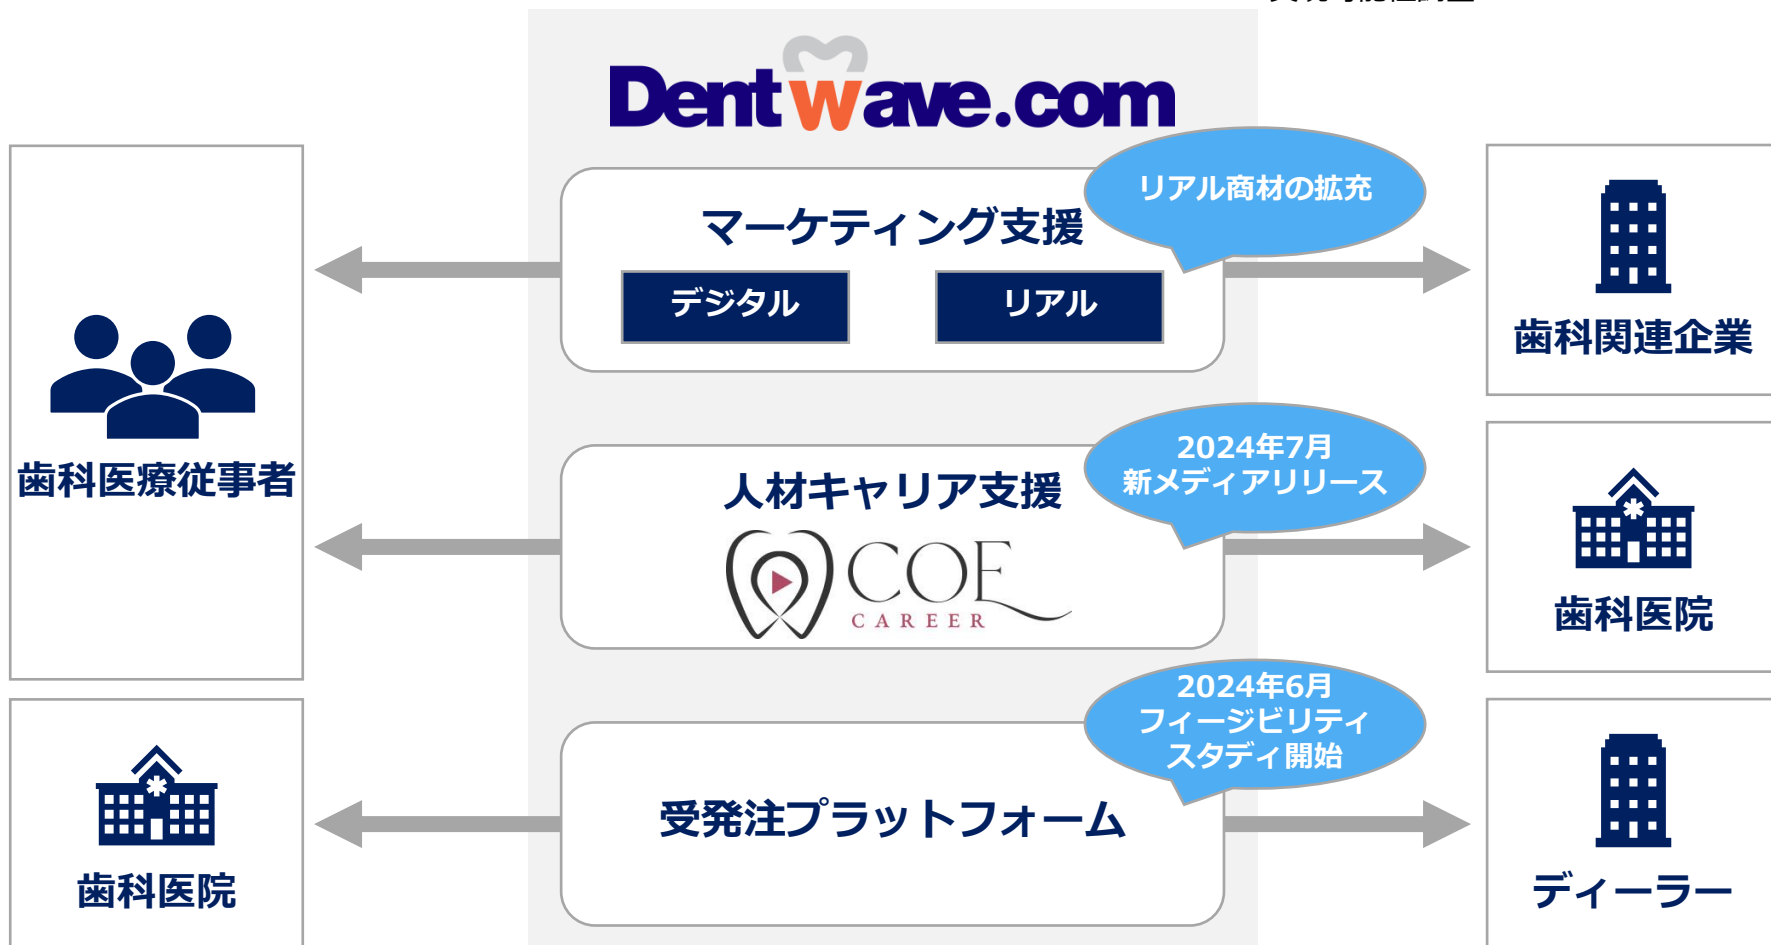 Dentwave.com
リアル商材の拡充
マーケティング支援
デジタル
リアル
歯科関連企業
歯科医療従事者
2024年7月
新メディアリリース
人材キャリア支援
COE
CAREER
歯科医院
2024年6月
フィージビリティ
スタディ開始
受発注プラットフォーム
歯科医院
ディーラー